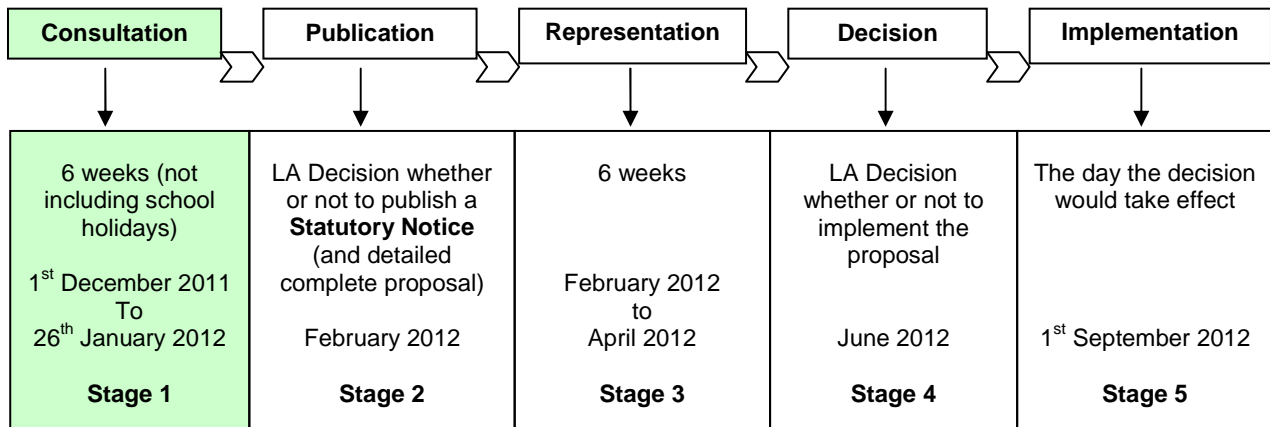 Consultation
Publication
Representation
Decision
Implementation
6 weeks (not
including school
holidays)
1st December 2011
To
26th January 2012
Stage 1
LA Decision whether
or not to publish a
Statutory Notice
(and detailed
complete proposal)
February 2012
Stage 2
6 weeks
February 2012
to
April 2012
Stage 3
LA Decision
whether or not to
implement the
proposal
June 2012
Stage 4
The day the decision
would take effect
1st September 2012
Stage 5